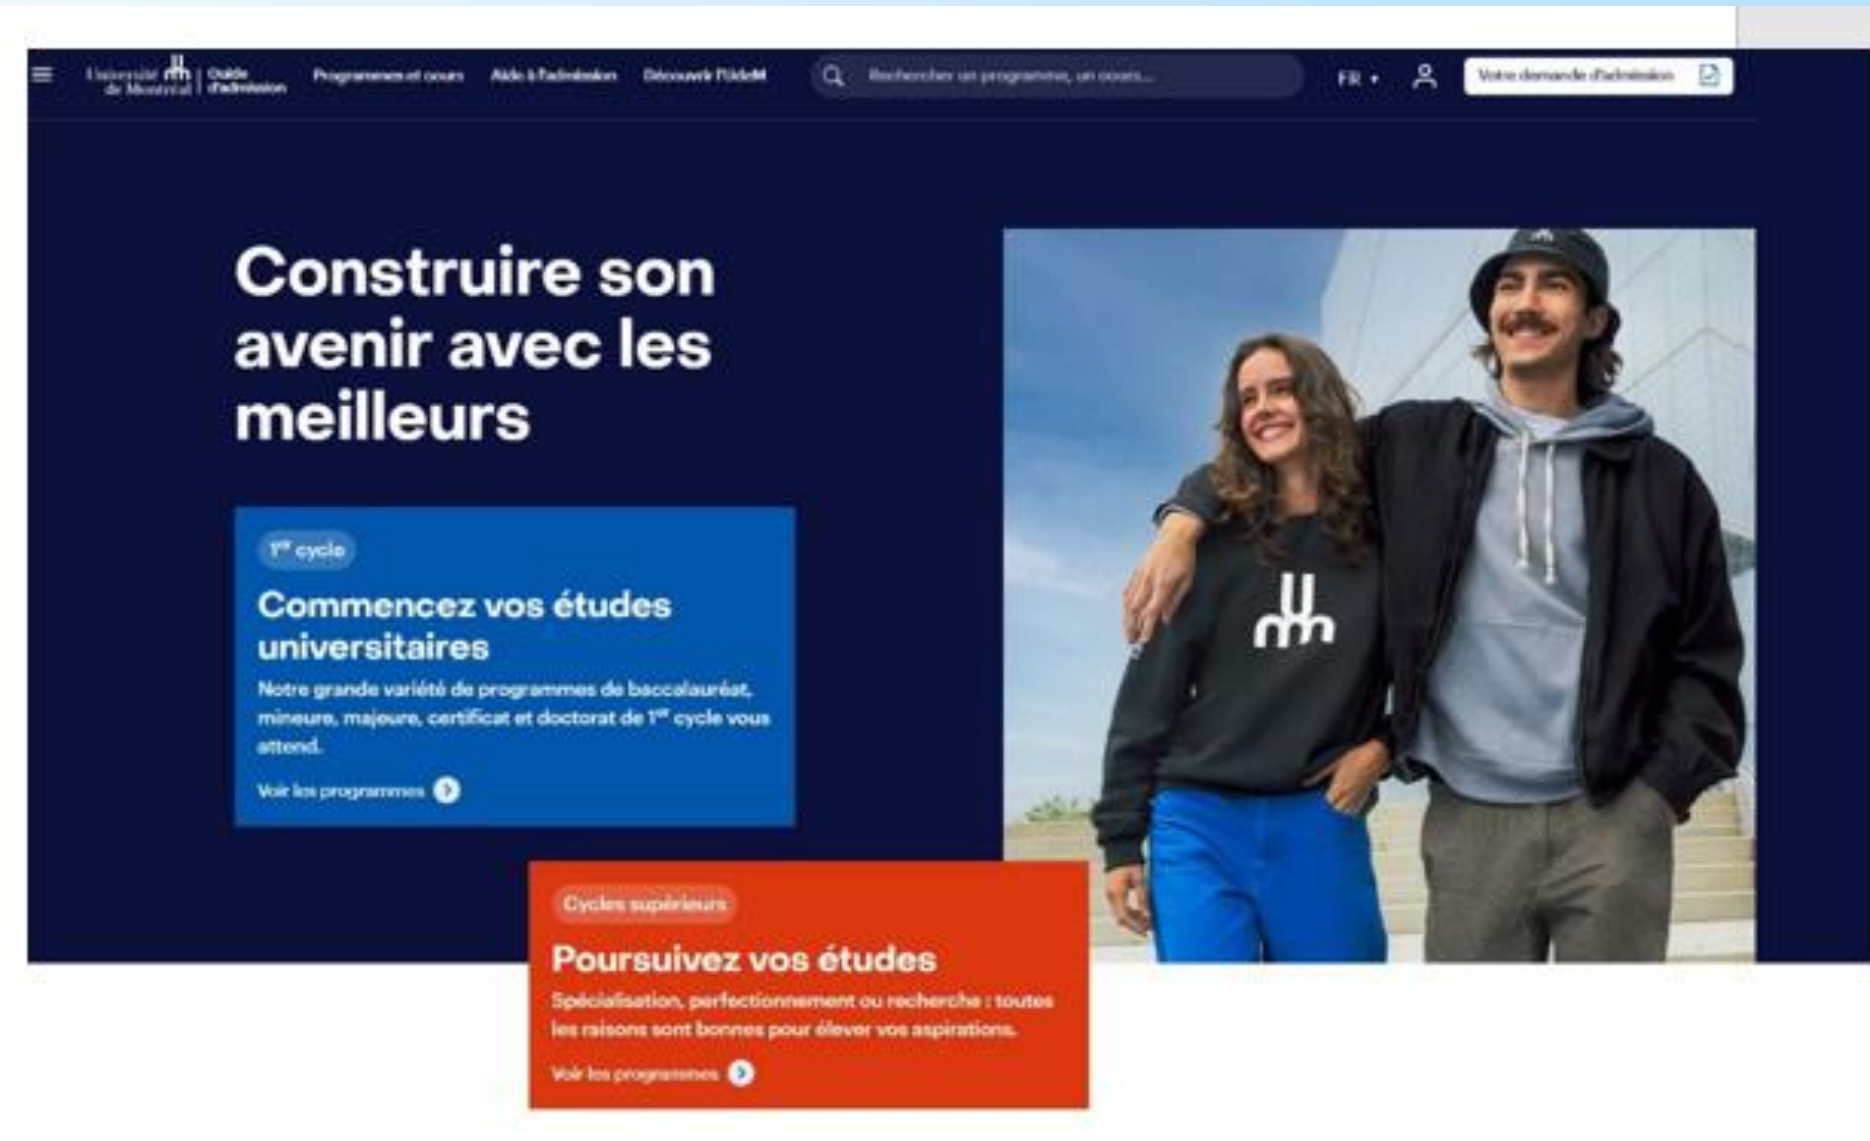 Université
de Montréal
Guide
d'admission
Programmes et cours
Aide à l'admission
Découvrir l'UdeM
Rechercher un programme, un cours...
FR
Votre demande d'admission
Construire son
avenir avec les
meilleurs
1er cycle
Commencez vos études
universitaires
Notre grande variété de programmes de baccalauréat,
mineure, majeure, certificat et doctorat de 1er cycle vous
attend.
Voir les programmes
Cycles supérieurs
Poursuivez vos études
Spécialisation, perfectionnement ou recherche : toutes
les raisons sont bonnes pour élever vos aspirations.
Voir les programmes